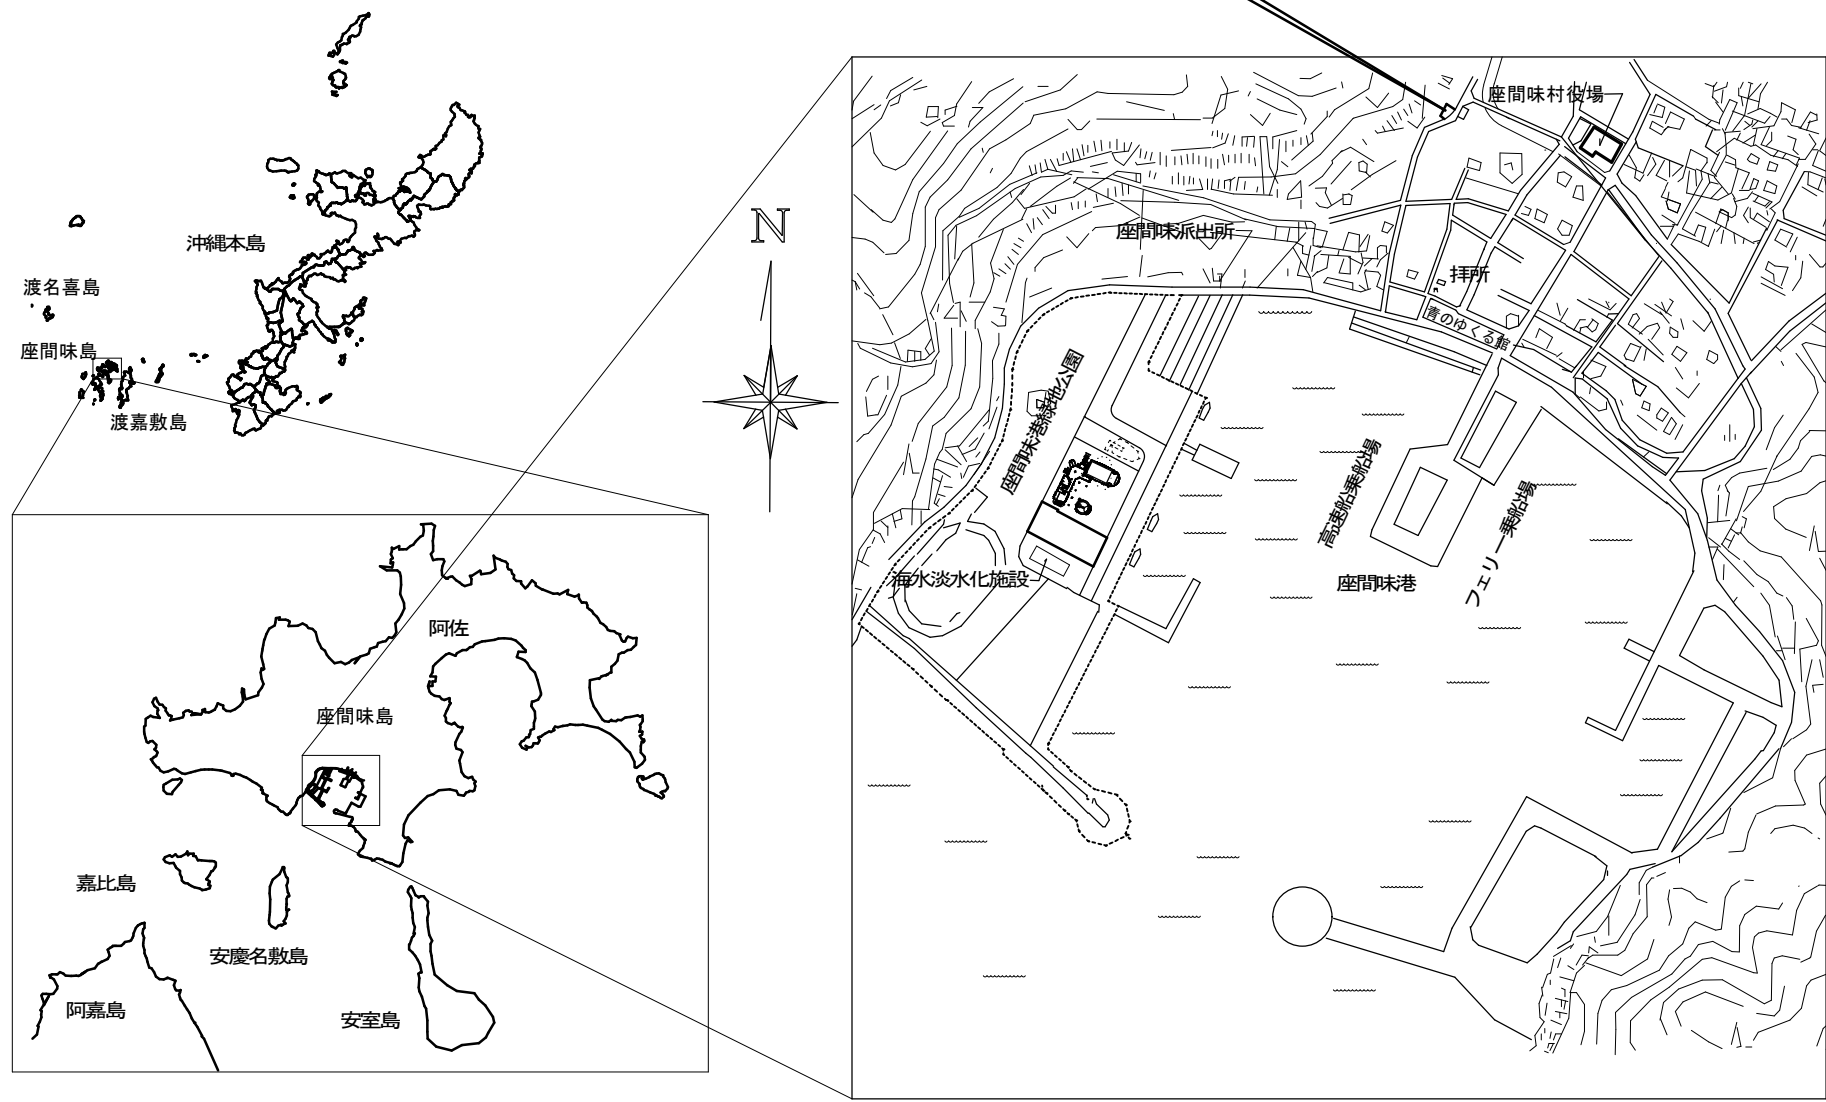 沖縄本島
渡名喜島
座間味島
渡嘉敷島
N
阿佐
座間味島
嘉比島
安慶名敷島
阿嘉島
安室島
座間味村役場
座間味派出所
拝所
青のゆくる館
座間味港緑地公園
高速船乗船場
フェリー乗船場
海水淡水化施設
座間味港